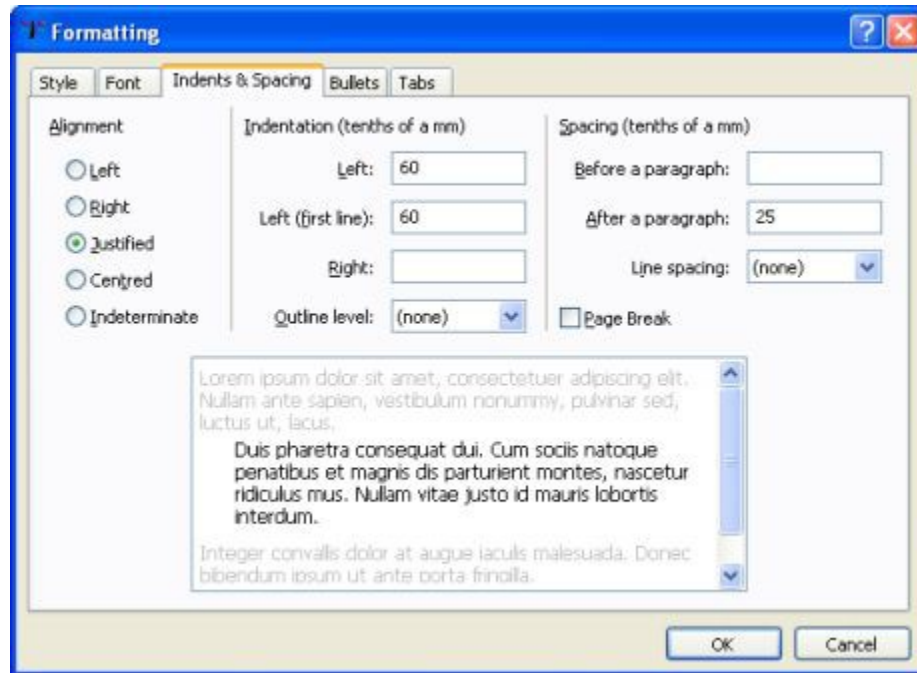 Formatting
Style Font Indents & Spacing Bullets Tabs
Alignment
Left
Right
Justified
Centred
Indeterminate
Indentation (tenths of a mm)
Left: 60
Left (first line): 60
Right:
Outline level: (none)
Spacing (tenths of a mm)
Before a paragraph:
After a paragraph: 25
Line spacing: (none)
Page Break
Lorem ipsum dolor sit amet, consectetuer adipiscing elit.
Nullam ante sapien, vestibulum nonummy, pulvinar sed,
luctus ut, lacus.
Duis pharetra consequat dui. Cum sociis natoque
penatibus et magnis dis parturient montes, nascetur
ridiculus mus. Nullam vitae justo id mauris lobortis
interdum.
Integer convallis dolor at augue iaculis malesuada. Donec
bibendum ipsum ut ante porta fringilla.
OK Cancel